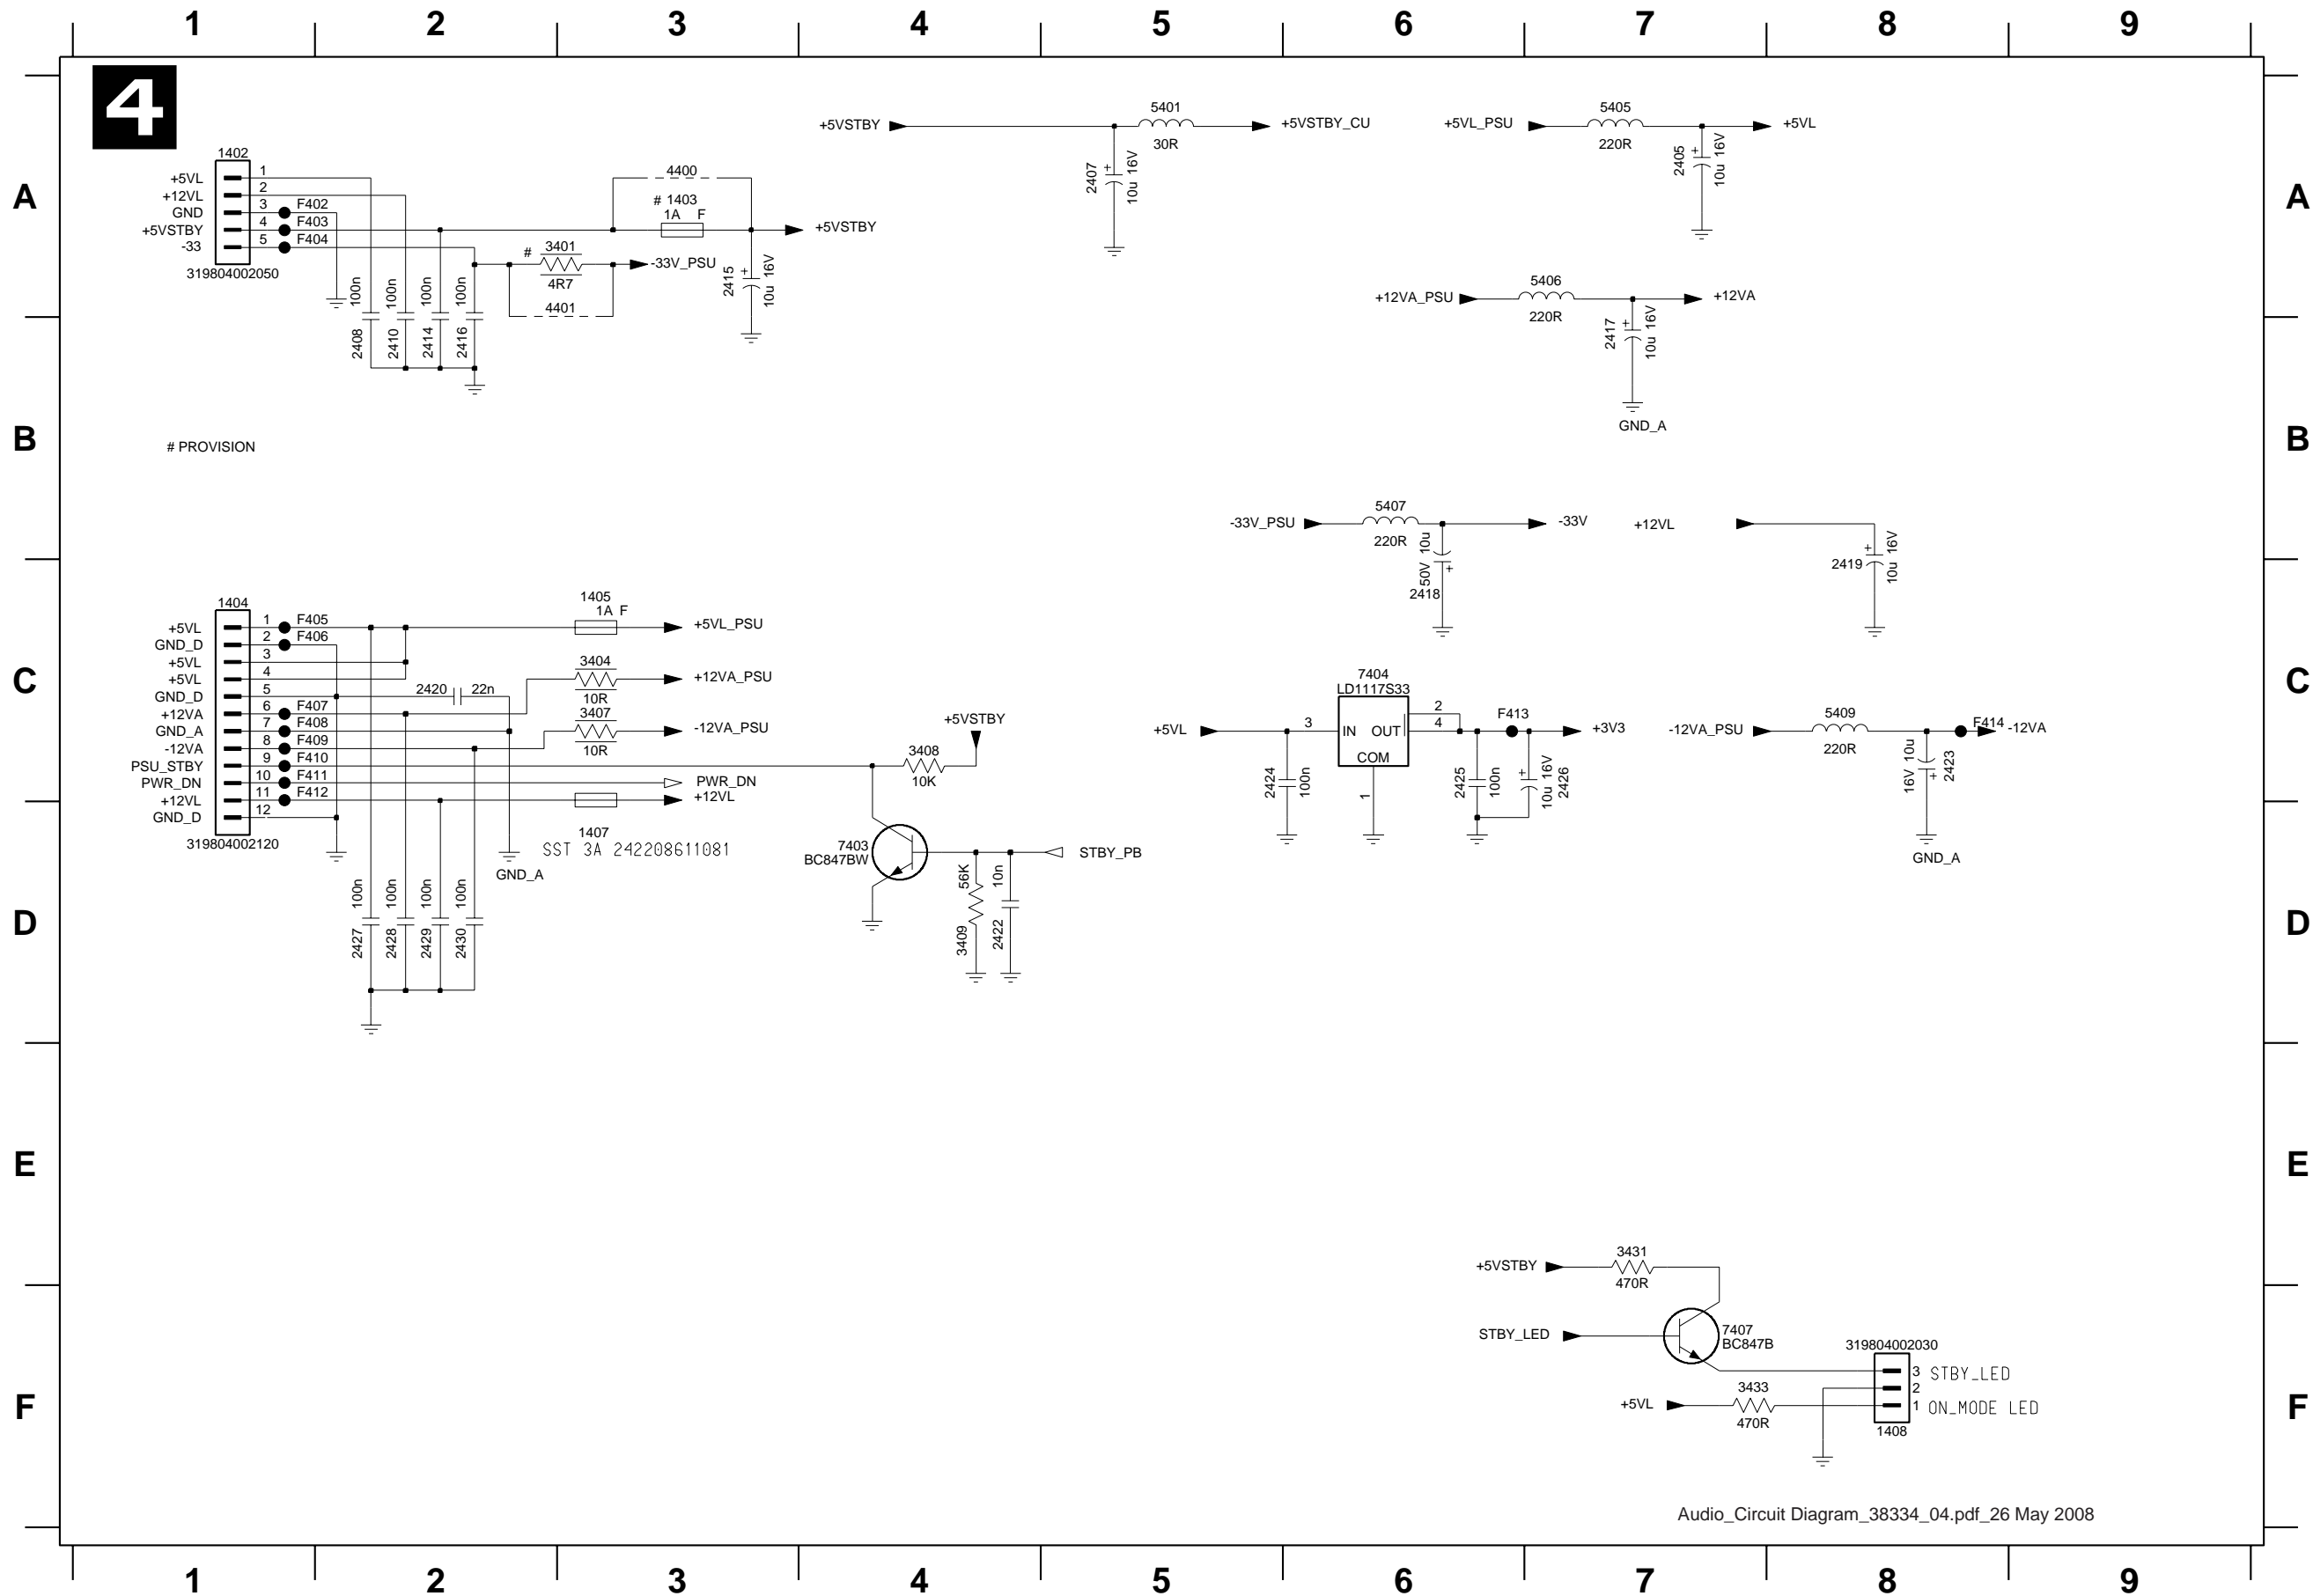 1 2 3 4 5 6 7 8 9
4
A
A
1402
+5VL 1
+12VL 2
GND 3 F402
+5VSTBY 4 F403
-33 5 F404
319804002050
100n 2408
100n 2410
100n 2414
100n 2416
4400
# 1403
1A F
+5VSTBY
# 3401
4R7
4401
-33V_PSU
2415 + 10u 16V
+5VSTBY
5401
30R
+5VSTBY_CU
2407 + 10u 16V
+5VL_PSU
5405
220R
+5VL
2405 + 10u 16V
+12VA_PSU
5406
220R
+12VA
2417 + 10u 16V
GND_A
B
B
# PROVISION
-33V_PSU
5407
220R
-33V
50V 10u
+
2418
+12VL
2419 + 10u 16V
C
C
1404
+5VL 1 F405
GND_D 2 F406
+5VL 3
+5VL 4
GND_D 5
+12VA 6 F407
GND_A 7 F408
-12VA 8 F409
PSU_STBY 9 F410
PWR_DN 10 F411
+12VL 11 F412
GND_D 12
319804002120
2420 22n
1405
1A F
+5VL_PSU
3404
10R
+12VA_PSU
3407
10R
-12VA_PSU
PWR_DN
+12VL
1407
SST 3A 242208611081
GND_A
100n 2427
100n 2428
100n 2429
100n 2430
+5VSTBY
3408
10K
7403
BC847BW
STBY_PB
56K 3409
10n 2422
+5VL
7404
LD1117S33
3 IN OUT 2
4
COM
1
F413
+3V3
2424 100n
2425 100n
+ 10u 16V 2426
-12VA_PSU
5409
220R
F414 -12VA
16V 10u + 2423
GND_A
D
D
E
E
+5VSTBY
3431
470R
STBY_LED
7407
BC847B
319804002030
3 STBY_LED
2
1 ON_MODE LED
1408
+5VL
3433
470R
F
F
Audio_Circuit Diagram_38334_04.pdf_26 May 2008
1 2 3 4 5 6 7 8 9